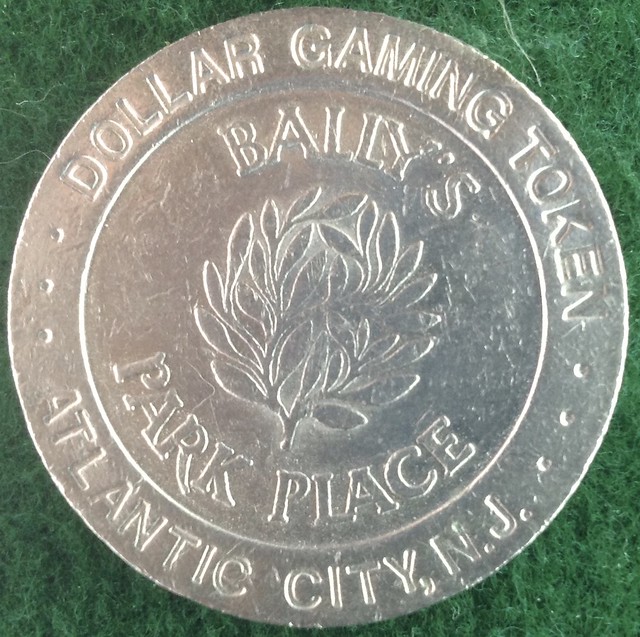 DOLLAR GAMING TOKEN
BALLY'S
PARK PLACE
ATLANTIC CITY, N.J.